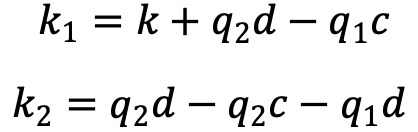 k₁ = k + q₂d − q₁c
k₂ = q₂d − q₂c − q₁d